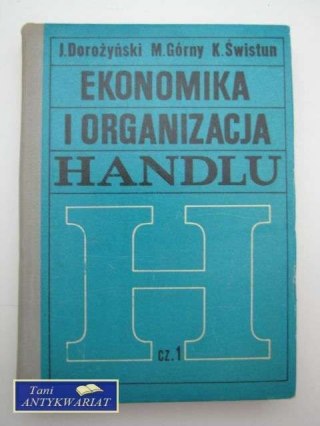 J.Dorożyński M.Górny K.Świstun
EKONOMIKA
I ORGANIZACJA
HANDLU
H
cz.1
Tani
ANTYKWARIAT